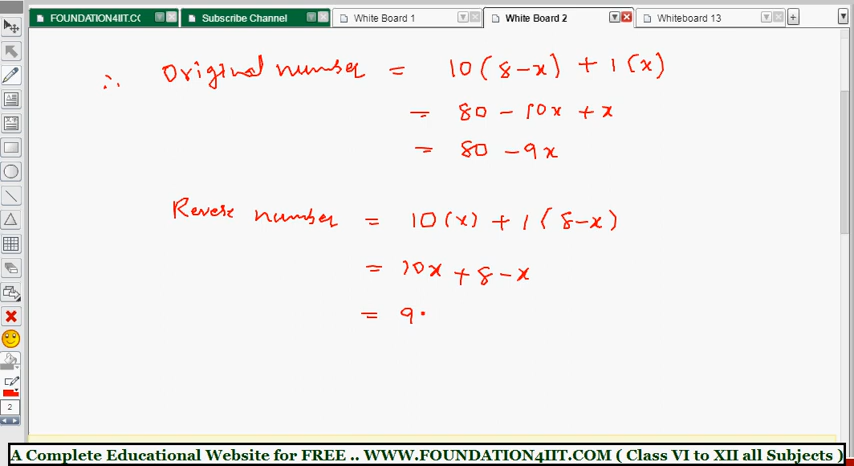 FOUNDATION4IIT.CO
Subscribe Channel
White Board 1
White Board 2
Whiteboard 13
∴ Original number = 10(8-x) + 1(x)
= 80 - 10x + x
= 80 - 9x
Reverse number = 10(x) + 1(8-x)
= 10x + 8 - x
= 9
2
A Complete Educational Website for FREE .. WWW.FOUNDATION4IIT.COM ( Class VI to XII all Subjects )